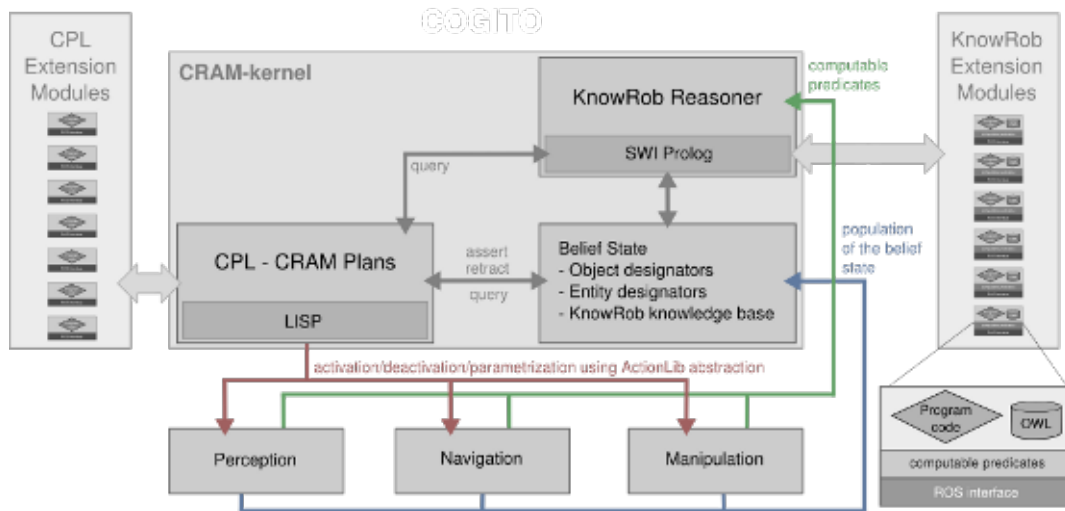 COGITO
CPL
Extension
Modules
CRAM-kernel
KnowRob Reasoner
SWI Prolog
computable
predicates
KnowRob
Extension
Modules
query
CPL - CRAM Plans
LISP
assert
retract
query
Belief State
- Object designators
- Entity designators
- KnowRob knowledge base
population
of the belief
state
activation/deactivation/parametrization using ActionLib abstraction
Perception
Navigation
Manipulation
Program
code
OWL
computable predicates
ROS interface